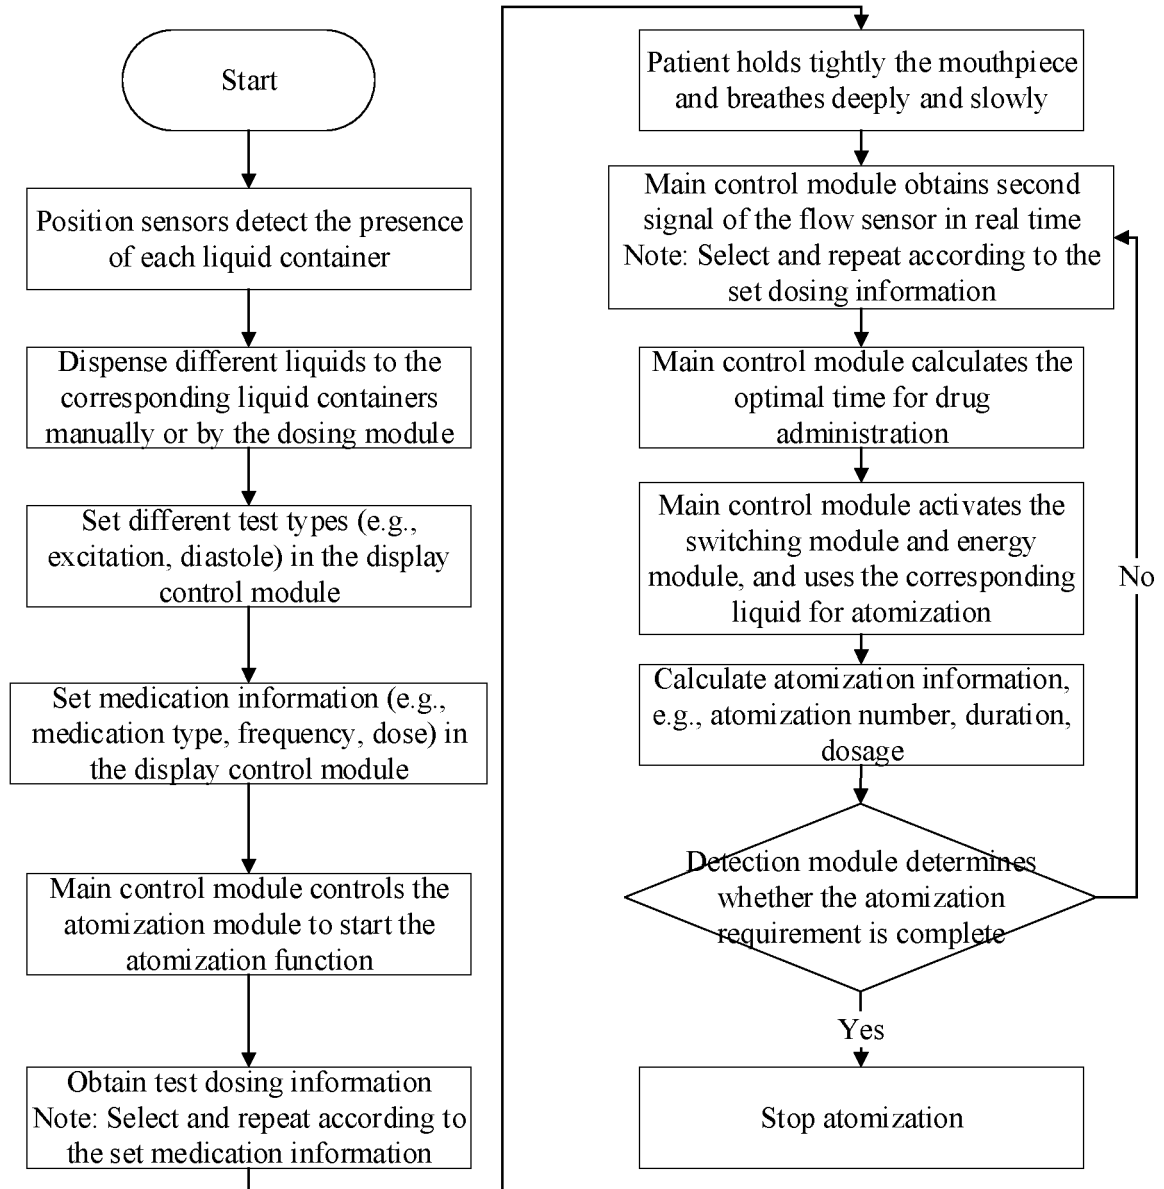 Start
Position sensors detect the presence
of each liquid container
Dispense different liquids to the
corresponding liquid containers
manually or by the dosing module
Set different test types (e.g.,
excitation, diastole) in the display
control module
Set medication information (e.g.,
medication type, frequency, dose) in
the display control module
Main control module controls the
atomization module to start the
atomization function
Obtain test dosing information
Note: Select and repeat according to
the set medication information
Patient holds tightly the mouthpiece
and breathes deeply and slowly
Main control module obtains second
signal of the flow sensor in real time
Note: Select and repeat according to the
set dosing information
Main control module calculates the
optimal time for drug
administration
Main control module activates the
switching module and energy
module, and uses the corresponding
liquid for atomization
Calculate atomization information,
e.g., atomization number, duration,
dosage
Detection module determines
whether the atomization
requirement is complete
No
Yes
Stop atomization